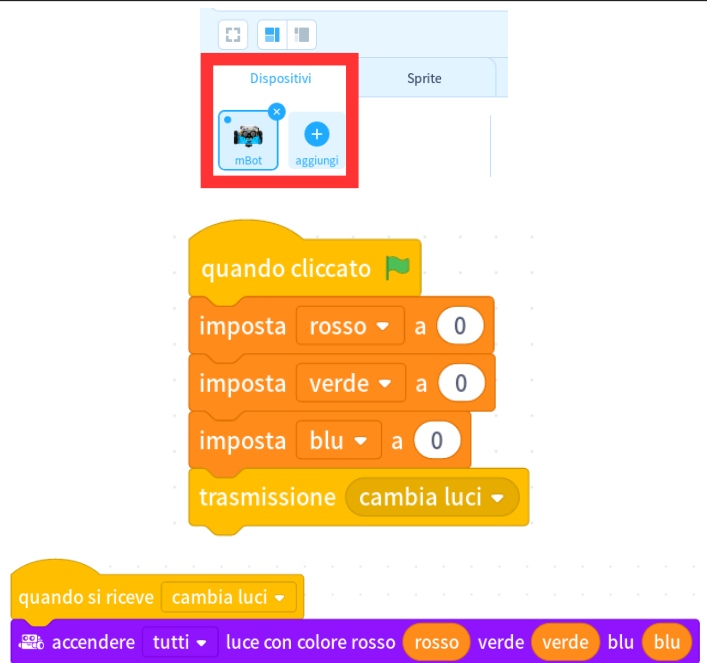 Dispositivi
Sprite
mBot
aggiungi
quando cliccato
imposta rosso a 0
imposta verde a 0
imposta blu a 0
trasmissione cambia luci
quando si riceve cambia luci
accendere tutti luce con colore rosso rosso verde verde blu blu